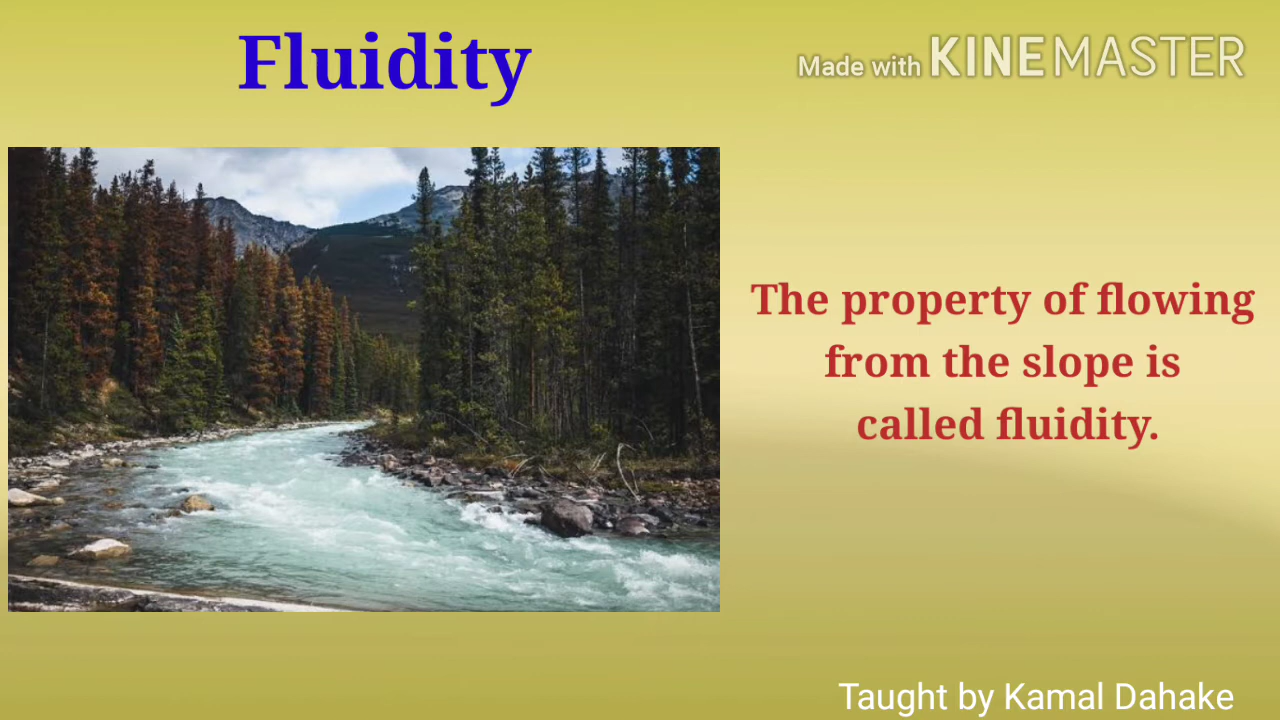 Fluidity
Made with KINEMASTER
The property of flowing
from the slope is
called fluidity.
Taught by Kamal Dahake